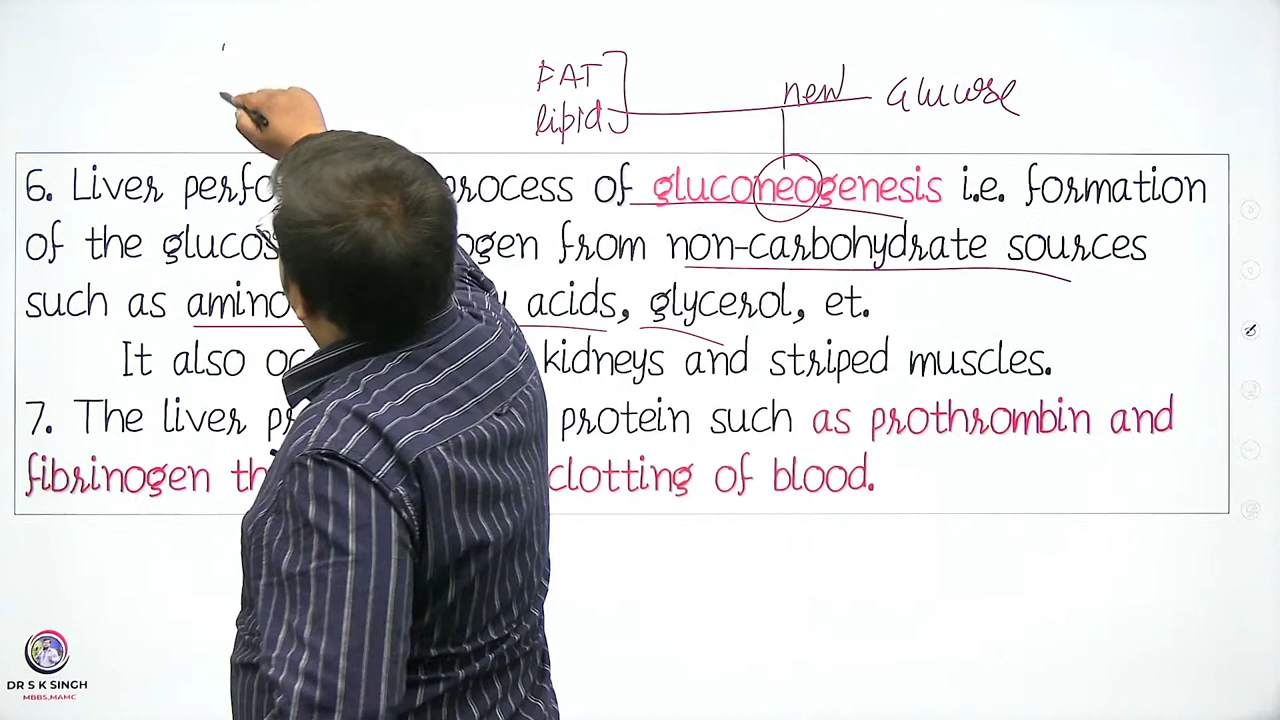 FAT
lipid
new Glucose
6. Liver perfo process of gluconeogenesis i.e. formation
of the glucos ogen from non-carbohydrate sources
such as amino acids, glycerol, et.
It also oc kidneys and striped muscles.
7. The liver p protein such as prothrombin and
fibrinogen th clotting of blood.
DR S K SINGH
MBBS,MAMC